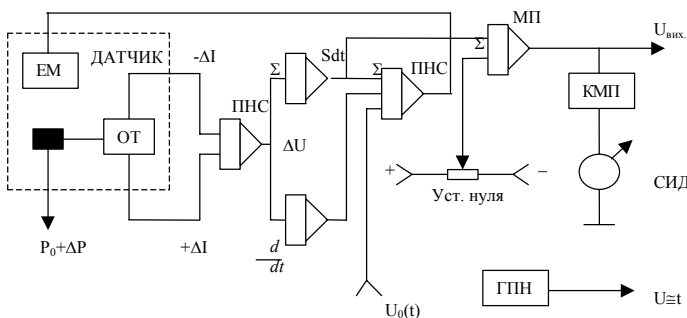 МП
U вих.
ДАТЧИК
-ΔI
Sdt
Σ
ПНС
Σ
ЕМ
Σ
ПНС
КМП
ОТ
ΔU
+
Уст. нуля
–
СИД
P₀+ΔP
+ΔI
d
dt
ГПН
U≅t
U₀(t)